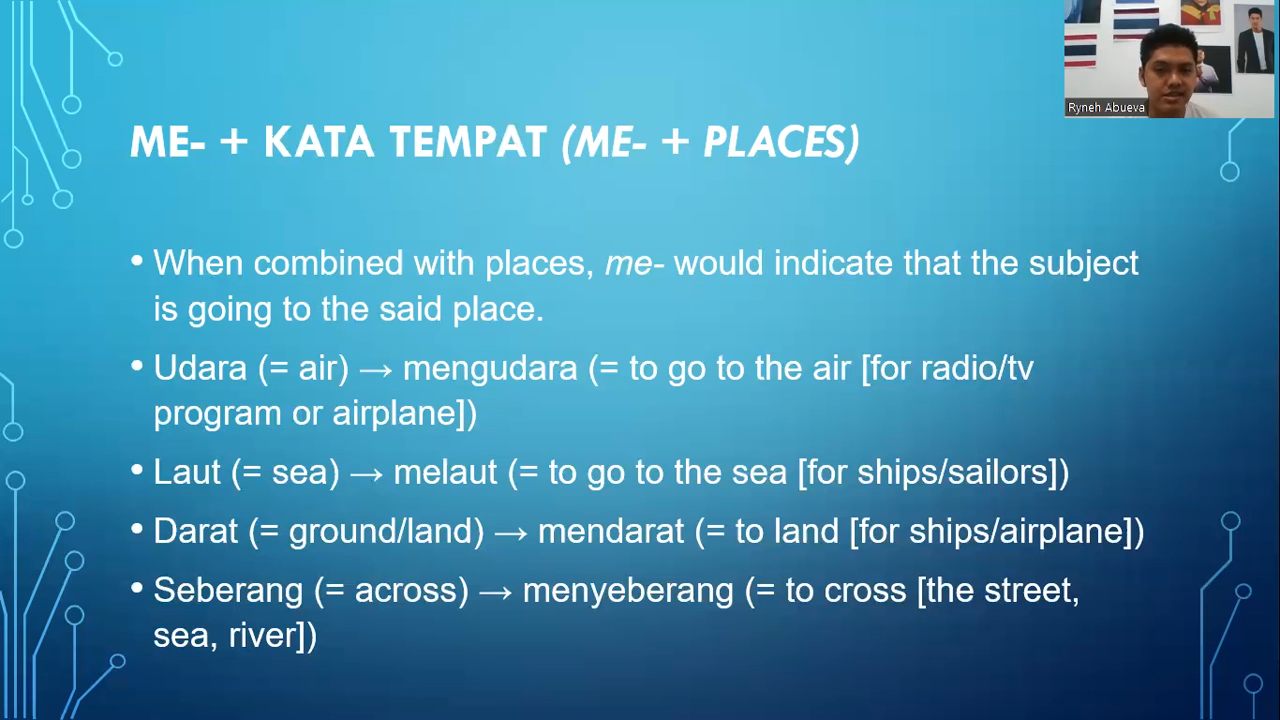 Ryneh Abueva
ME- + KATA TEMPAT (ME- + PLACES)
• When combined with places, me- would indicate that the subject
is going to the said place.
• Udara (= air) → mengudara (= to go to the air [for radio/tv
program or airplane])
• Laut (= sea) → melaut (= to go to the sea [for ships/sailors])
• Darat (= ground/land) → mendarat (= to land [for ships/airplane])
• Seberang (= across) → menyeberang (= to cross [the street,
sea, river])